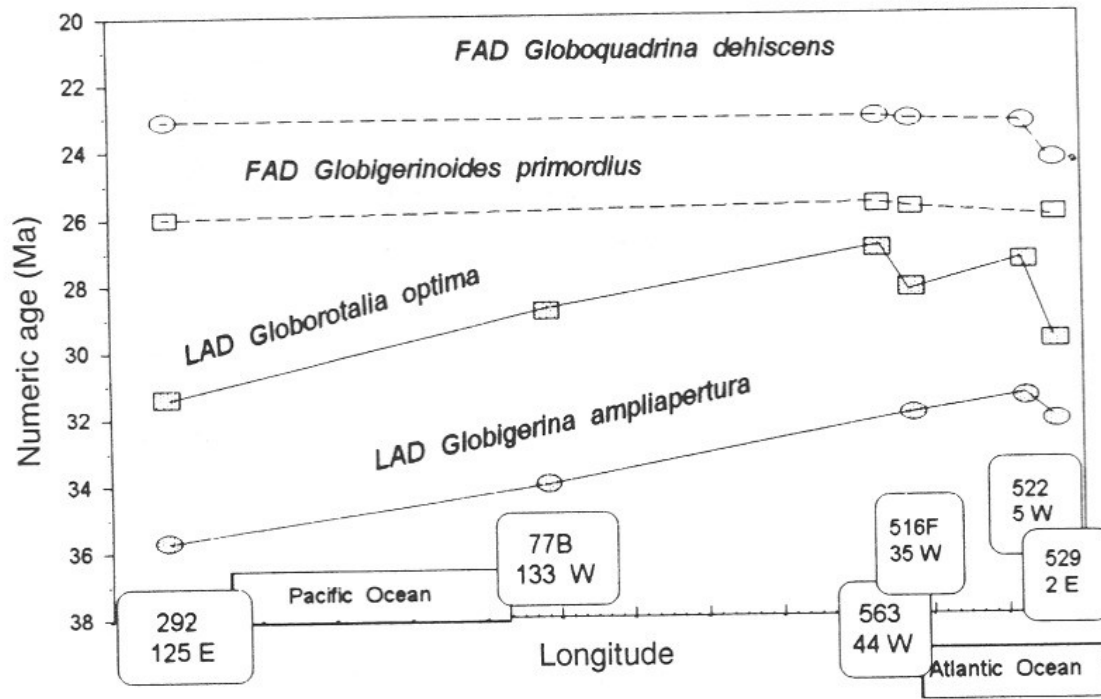 20
22
24
26
28
30
32
34
36
38
Numeric age (Ma)
FAD Globoquadrina dehiscens
FAD Globigerinoides primordius
LAD Globorotalia optima
LAD Globigerina ampliapertura
292
125 E
Pacific Ocean
77B
133 W
Longitude
563
44 W
516F
35 W
522
5 W
529
2 E
Atlantic Ocean